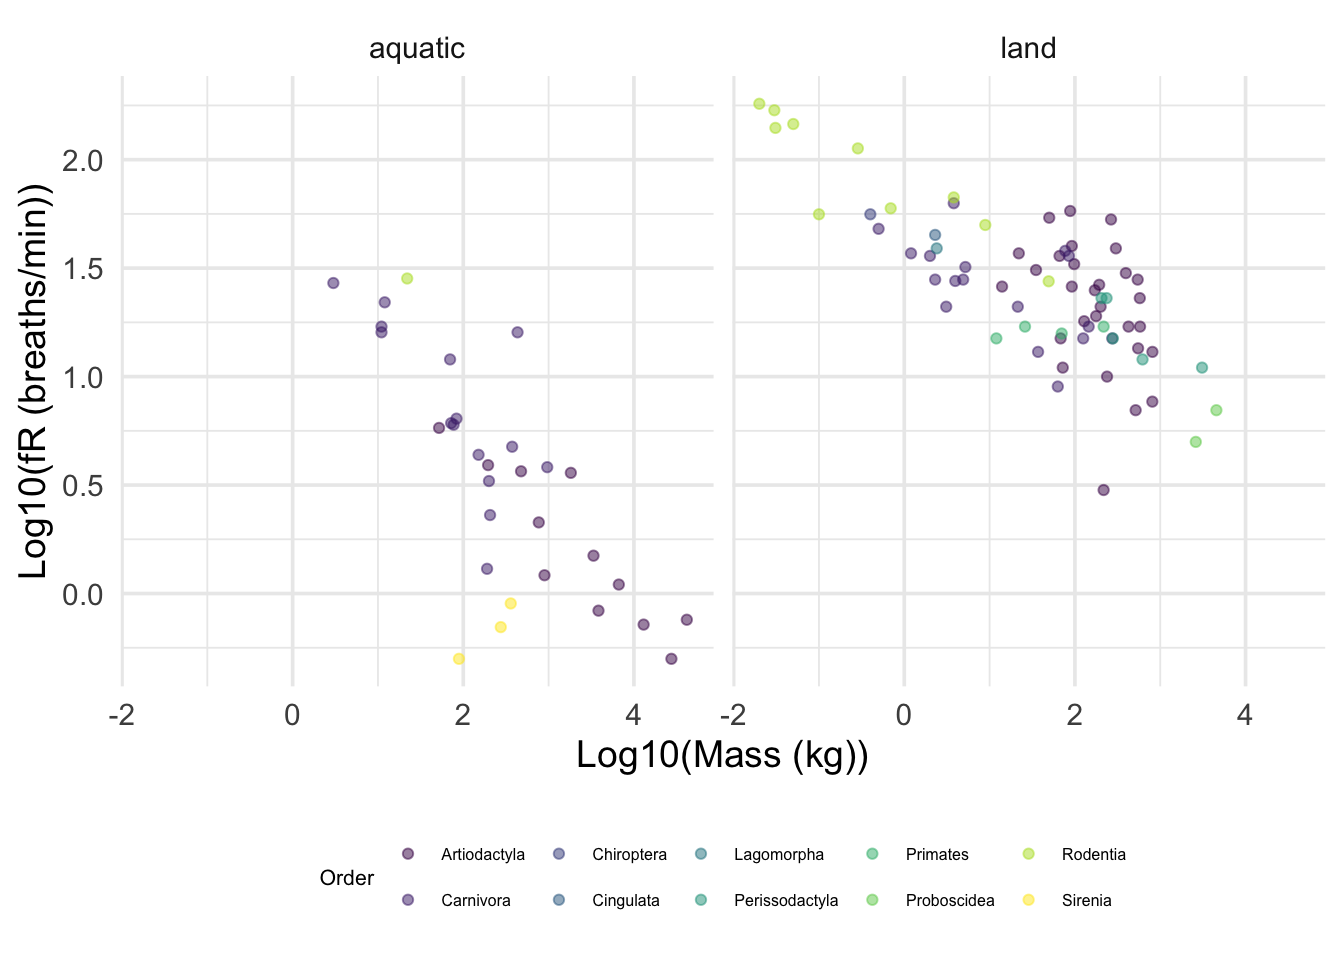 aquatic
land
2.0
1.5
1.0
0.5
0.0
Log10(fR (breaths/min))
-2 0 2 4
-2 0 2 4
Log10(Mass (kg))
Order
Artiodactyla Chiroptera Lagomorpha Primates Rodentia
Carnivora Cingulata Perissodactyla Proboscidea Sirenia